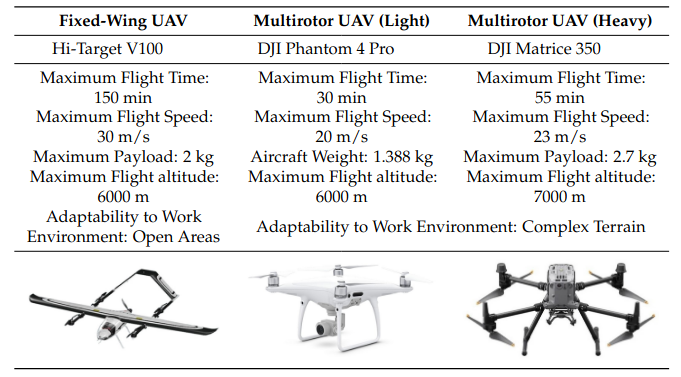 Fixed-Wing UAV Multirotor UAV (Light) Multirotor UAV (Heavy)
Hi-Target V100 DJI Phantom 4 Pro DJI Matrice 350
Maximum Flight Time: Maximum Flight Time: Maximum Flight Time:
150 min 30 min 55 min
Maximum Flight Speed: Maximum Flight Speed: Maximum Flight Speed:
30 m/s 20 m/s 23 m/s
Maximum Payload: 2 kg Aircraft Weight: 1.388 kg Maximum Payload: 2.7 kg
Maximum Flight altitude: Maximum Flight altitude: Maximum Flight altitude:
6000 m 6000 m 7000 m
Adaptability to Work
Environment: Open Areas
Adaptability to Work Environment: Complex Terrain